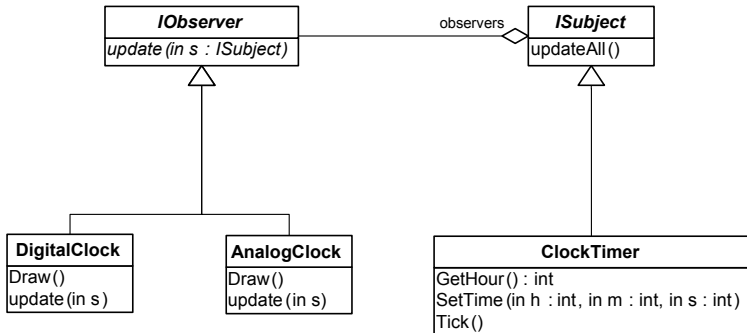 IObserver
update(in s : ISubject)
observers
ISubject
updateAll()
DigitalClock
Draw()
update(in s)
AnalogClock
Draw()
update(in s)
ClockTimer
GetHour() : int
SetTime(in h : int, in m : int, in s : int)
Tick()